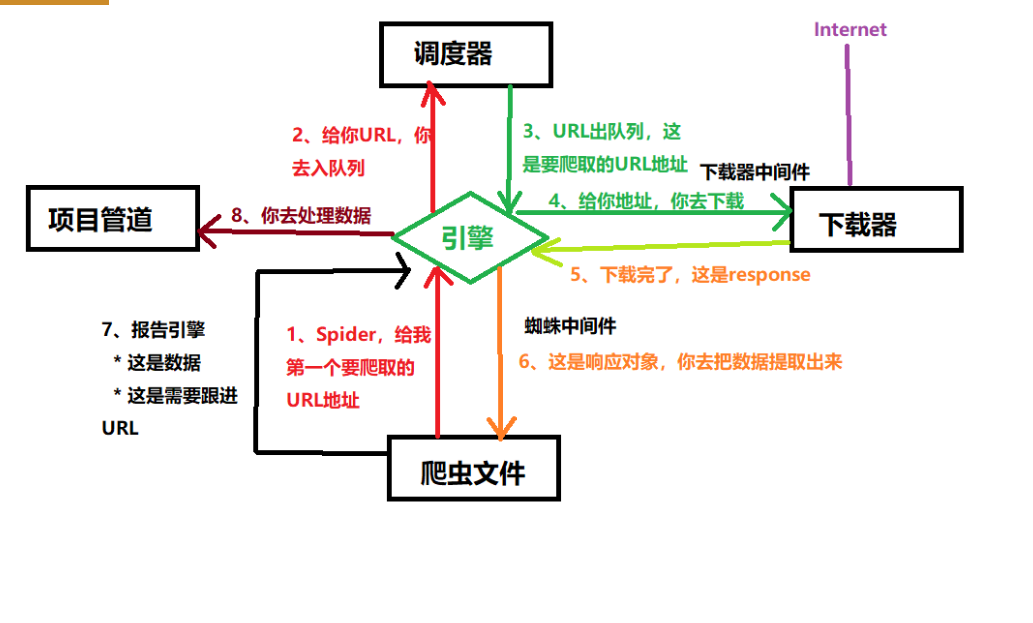 Internet
调度器
2、给你URL，你
去入队列
3、URL出队列，这
是要爬取的URL地址
下载器中间件
项目管道
8、你去处理数据
4、给你地址，你去下载
下载器
引擎
5、下载完了，这是response
7、报告引擎
* 这是数据
* 这是需要跟进
URL
1、Spider，给我
第一个要爬取的
URL地址
蜘蛛中间件
6、这是响应对象，你去把数据提取出来
爬虫文件